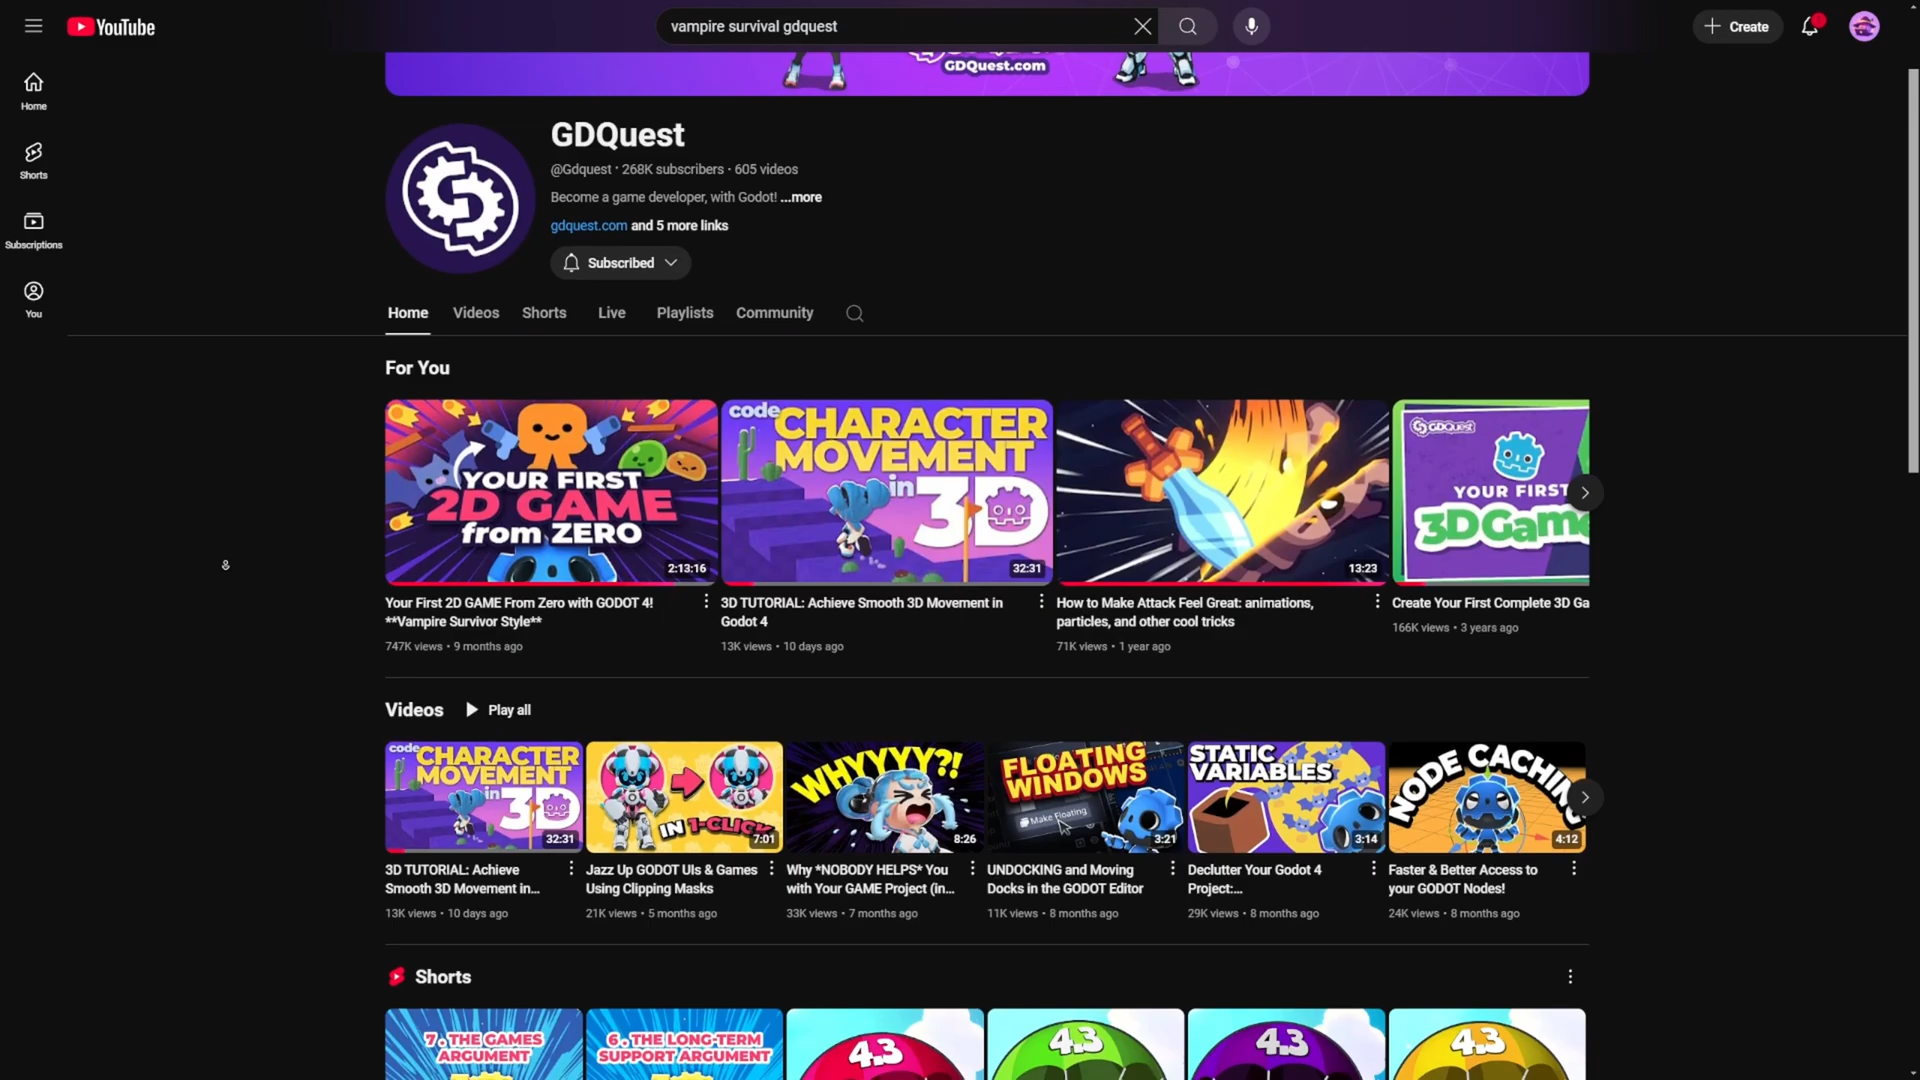 YouTube
vampire survival gdquest
Create
GDQuest.com
Home
Shorts
Subscriptions
You
GDQuest
@Gdquest · 268K subscribers · 605 videos
Become a game developer, with Godot! ...more
gdquest.com and 5 more links
Subscribed
Home Videos Shorts Live Playlists Community
For You
YOUR FIRST
2D GAME
from ZERO
2:13:16
code CHARACTER
MOVEMENT
in 3D
32:31
13:23
GDQuest
YOUR FIRST
3D Game
Your First 2D GAME From Zero with GODOT 4!
**Vampire Survivor Style**
747K views · 9 months ago
3D TUTORIAL: Achieve Smooth 3D Movement in
Godot 4
13K views · 10 days ago
How to Make Attack Feel Great: animations,
particles, and other cool tricks
71K views · 1 year ago
Create Your First Complete 3D Ga
166K views · 3 years ago
Videos Play all
code CHARACTER
MOVEMENT
in 3D
32:31
IN 1-CLICK
7:01
WHYYYY?!
8:26
FLOATING
WINDOWS
Make Floating
3:21
STATIC
VARIABLES
3:14
NODE CACHING
4:12
3D TUTORIAL: Achieve
Smooth 3D Movement in...
13K views · 10 days ago
Jazz Up GODOT UIs & Games
Using Clipping Masks
21K views · 5 months ago
Why *NOBODY HELPS* You
with Your GAME Project (in...
33K views · 7 months ago
UNDOCKING and Moving
Docks in the GODOT Editor
11K views · 8 months ago
Declutter Your Godot 4
Project:...
29K views · 8 months ago
Faster & Better Access to
your GODOT Nodes!
24K views · 8 months ago
Shorts
7. THE GAMES
ARGUMENT
6. THE LONG-TERM
SUPPORT ARGUMENT
4.3
4.3
4.3
4.3